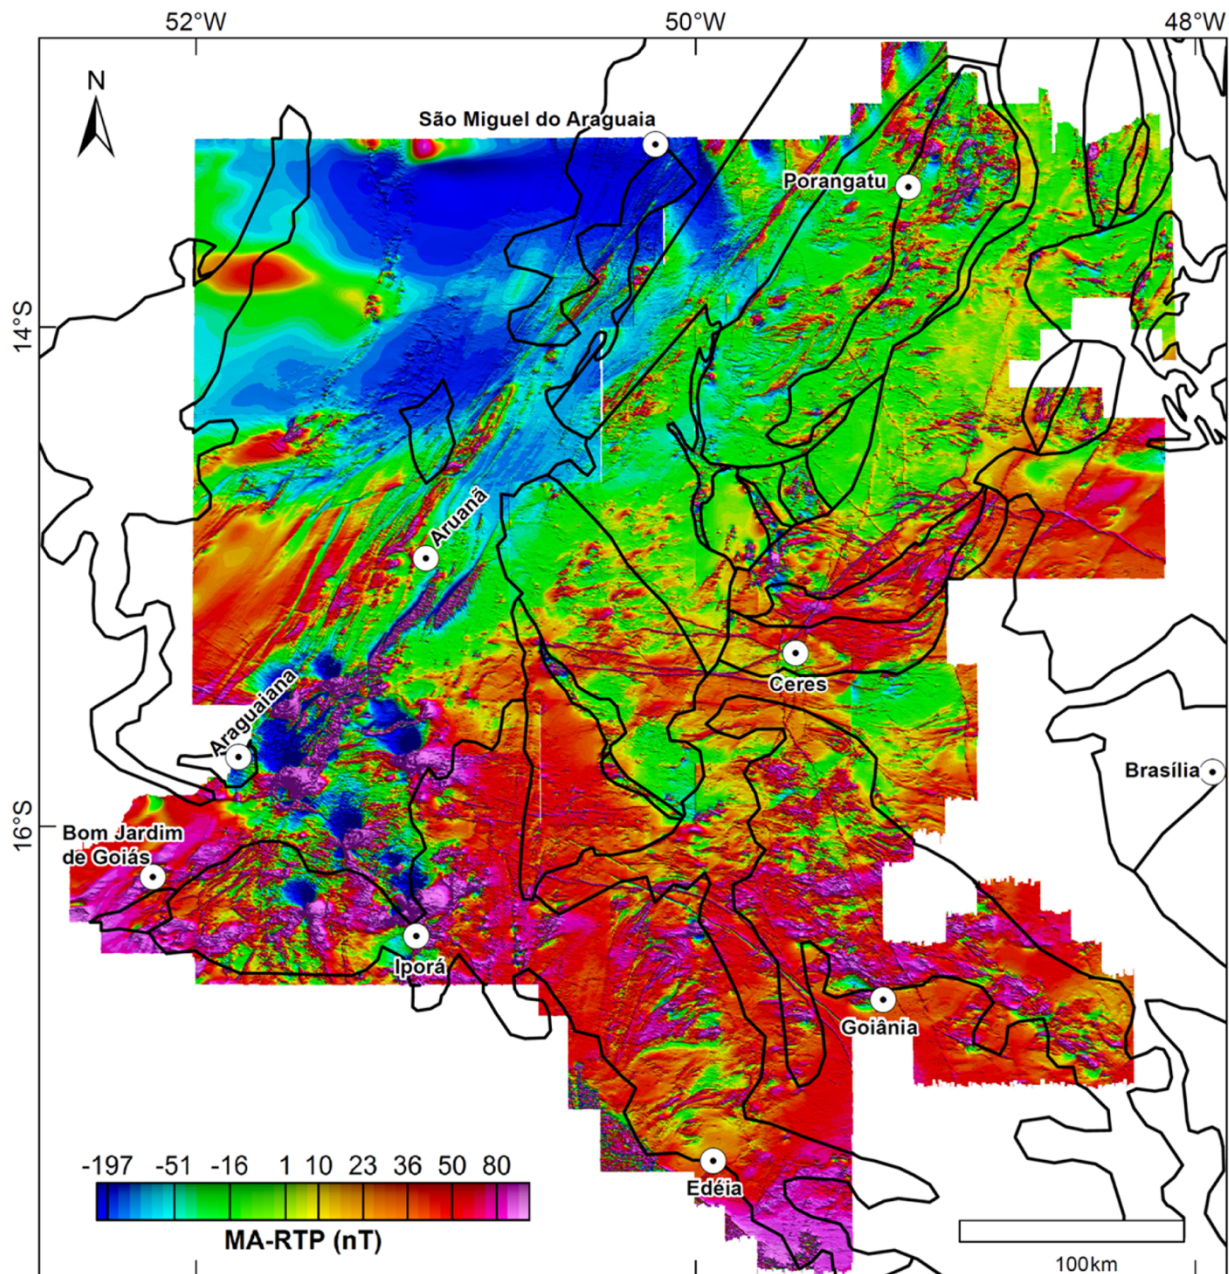 52°W 50°W 48°W
N
São Miguel do Araguaia
Porangatu
14°S
Aruanã
Ceres
Araguaiana
Brasília
16°S
Bom Jardim
de Goiás
Iporá
Goiânia
-197 -51 -16 1 10 23 36 50 80
Edéia
MA-RTP (nT)
100km